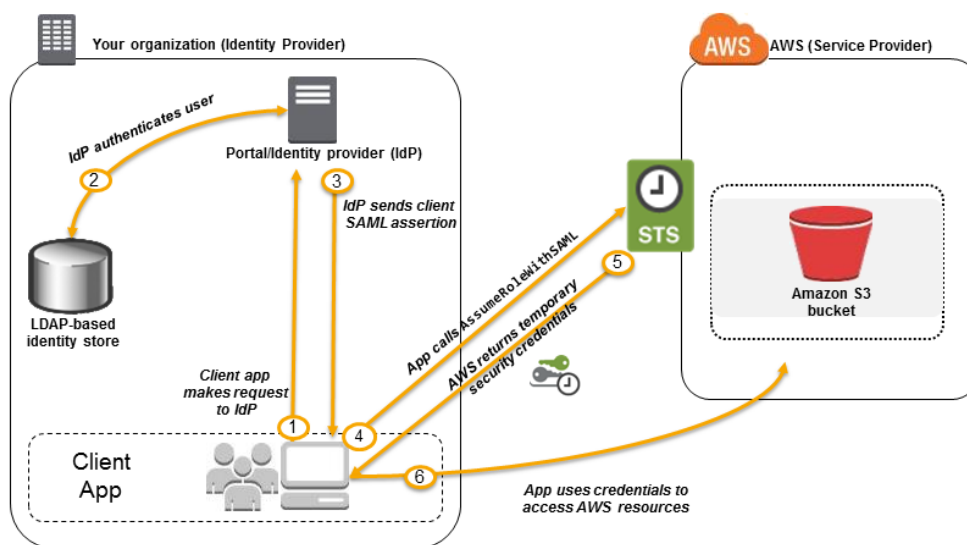 Your organization (Identity Provider)
AWS
AWS (Service Provider)
IdP authenticates user
2
Portal/Identity provider (IdP)
3
IdP sends client
SAML assertion
LDAP-based
identity store
STS
Amazon S3
bucket
App calls AssumeRoleWithSAML
5
AWS returns temporary
security credentials
Client app
makes request
to IdP
1
4
Client
App
6
App uses credentials to
access AWS resources